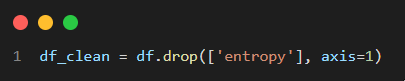 1 df_clean = df.drop(['entropy'], axis=1)